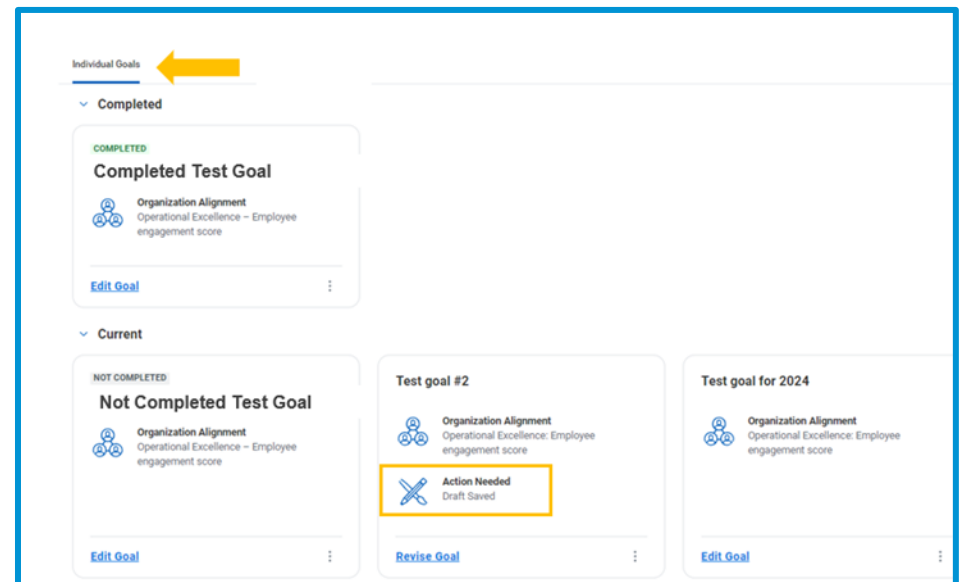 Individual Goals
Completed
COMPLETED
Completed Test Goal
Organization Alignment
Operational Excellence – Employee
engagement score
Edit Goal
Current
NOT COMPLETED
Not Completed Test Goal
Organization Alignment
Operational Excellence – Employee
engagement score
Edit Goal
Test goal #2
Organization Alignment
Operational Excellence: Employee
engagement score
Action Needed
Draft Saved
Revise Goal
Test goal for 2024
Organization Alignment
Operational Excellence: Employee
engagement score
Edit Goal